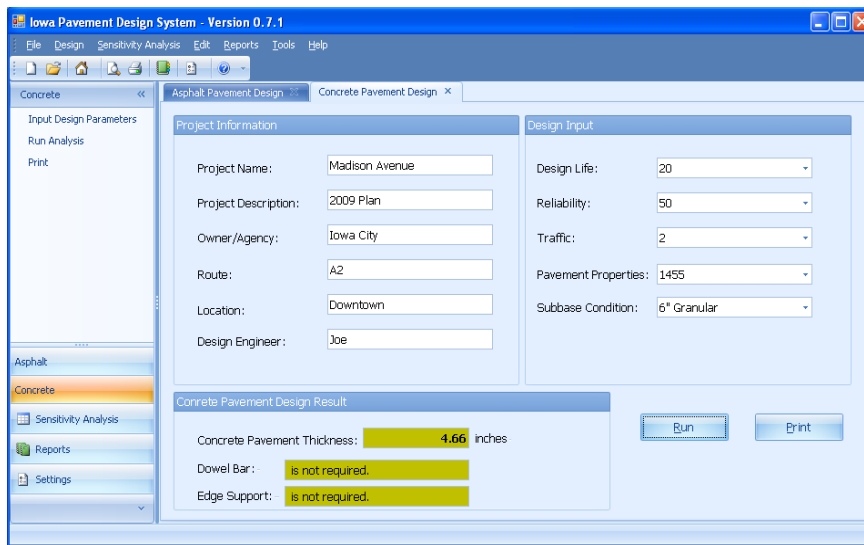 Iowa Pavement Design System - Version 0.7.1
File Design Sensitivity Analysis Edit Reports Tools Help
Concrete «
Input Design Parameters
Run Analysis
Print
Asphalt
Concrete
Sensitivity Analysis
Reports
Settings
Asphalt Pavement Design
Concrete Pavement Design
Project Information
Project Name: Madison Avenue
Project Description: 2009 Plan
Owner/Agency: Iowa City
Route: A2
Location: Downtown
Design Engineer: Joe
Design Input
Design Life: 20
Reliability: 50
Traffic: 2
Pavement Properties: 1455
Subbase Condition: 6" Granular
Conrete Pavement Design Result
Concrete Pavement Thickness: 4.66 inches
Dowel Bar: is not required.
Edge Support: is not required.
Run Print